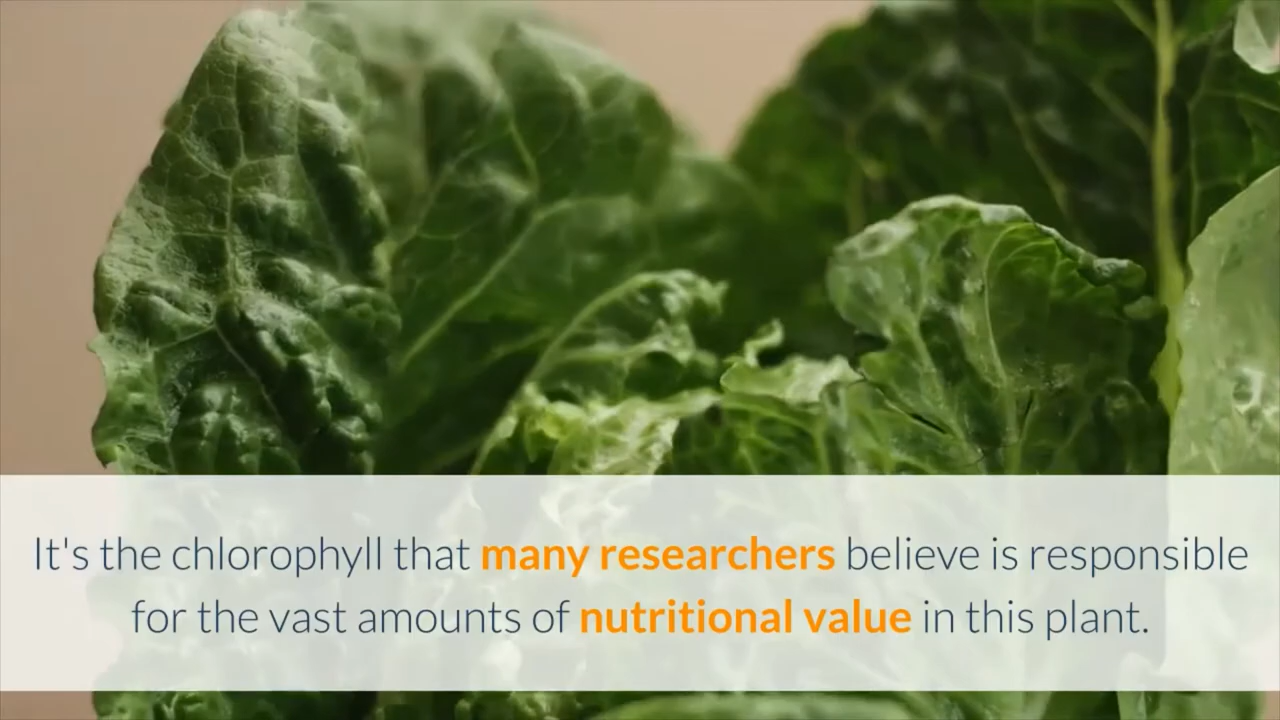 It's the chlorophyll that many researchers believe is responsible
for the vast amounts of nutritional value in this plant.